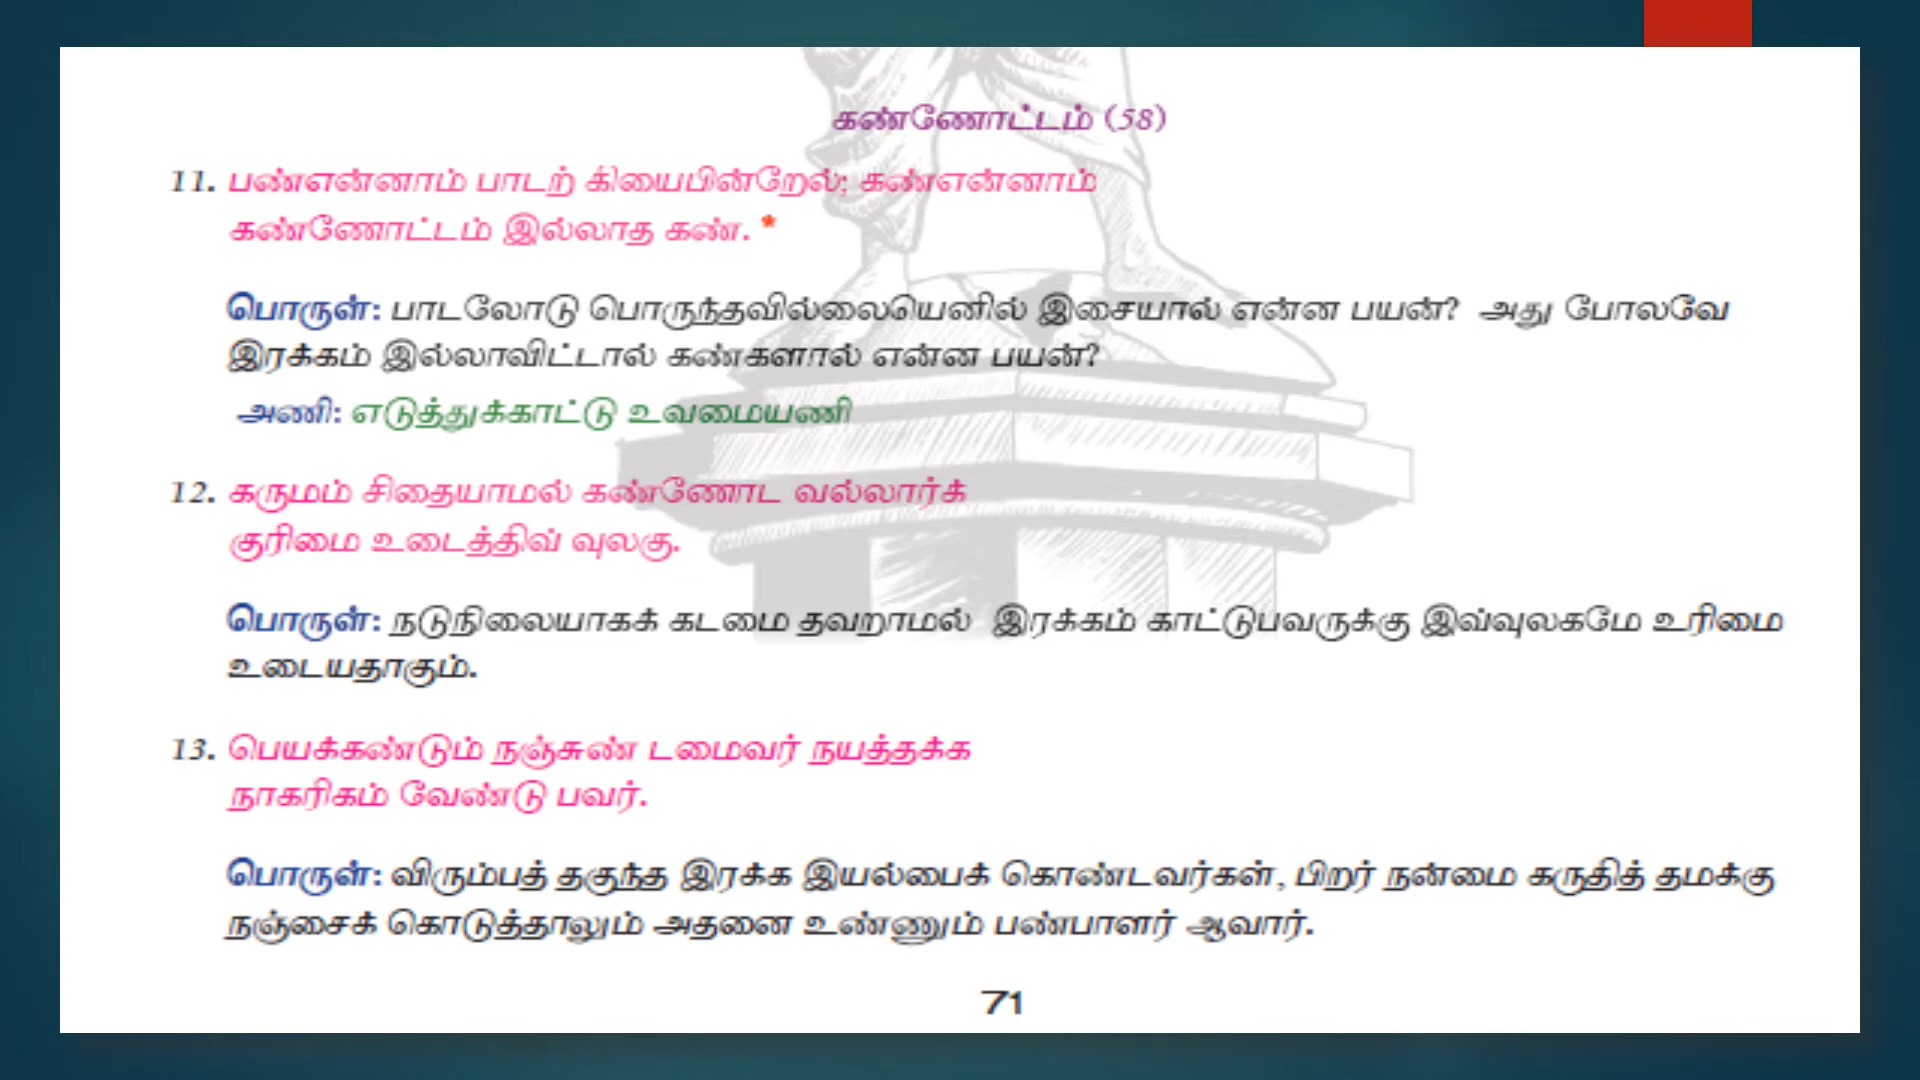 கண்ணோட்டம் (58)
11. பண்என்னாம் பாடற் கியைபின்றேல்; கண்என்னாம்
கண்ணோட்டம் இல்லாத கண். *
பொருள்: பாடலோடு பொருந்தவில்லையெனில் இசையால் என்ன பயன்? அது போலவே
இரக்கம் இல்லாவிட்டால் கண்களால் என்ன பயன்?
அணி: எடுத்துக்காட்டு உவமையணி
12. கருமம் சிதையாமல் கண்ணோட வல்லார்க்
குரிமை உடைத்திவ் வுலகு.
பொருள்: நடுநிலையாகக் கடமை தவறாமல் இரக்கம் காட்டுபவருக்கு இவ்வுலகமே உரிமை
உடையதாகும்.
13. பெயக்கண்டும் நஞ்சுண் டமைவர் நயத்தக்க
நாகரிகம் வேண்டு பவர்.
பொருள்: விரும்பத் தகுந்த இரக்க இயல்பைக் கொண்டவர்கள், பிறர் நன்மை கருதித் தமக்கு
நஞ்சைக் கொடுத்தாலும் அதனை உண்ணும் பண்பாளர் ஆவார்.
71